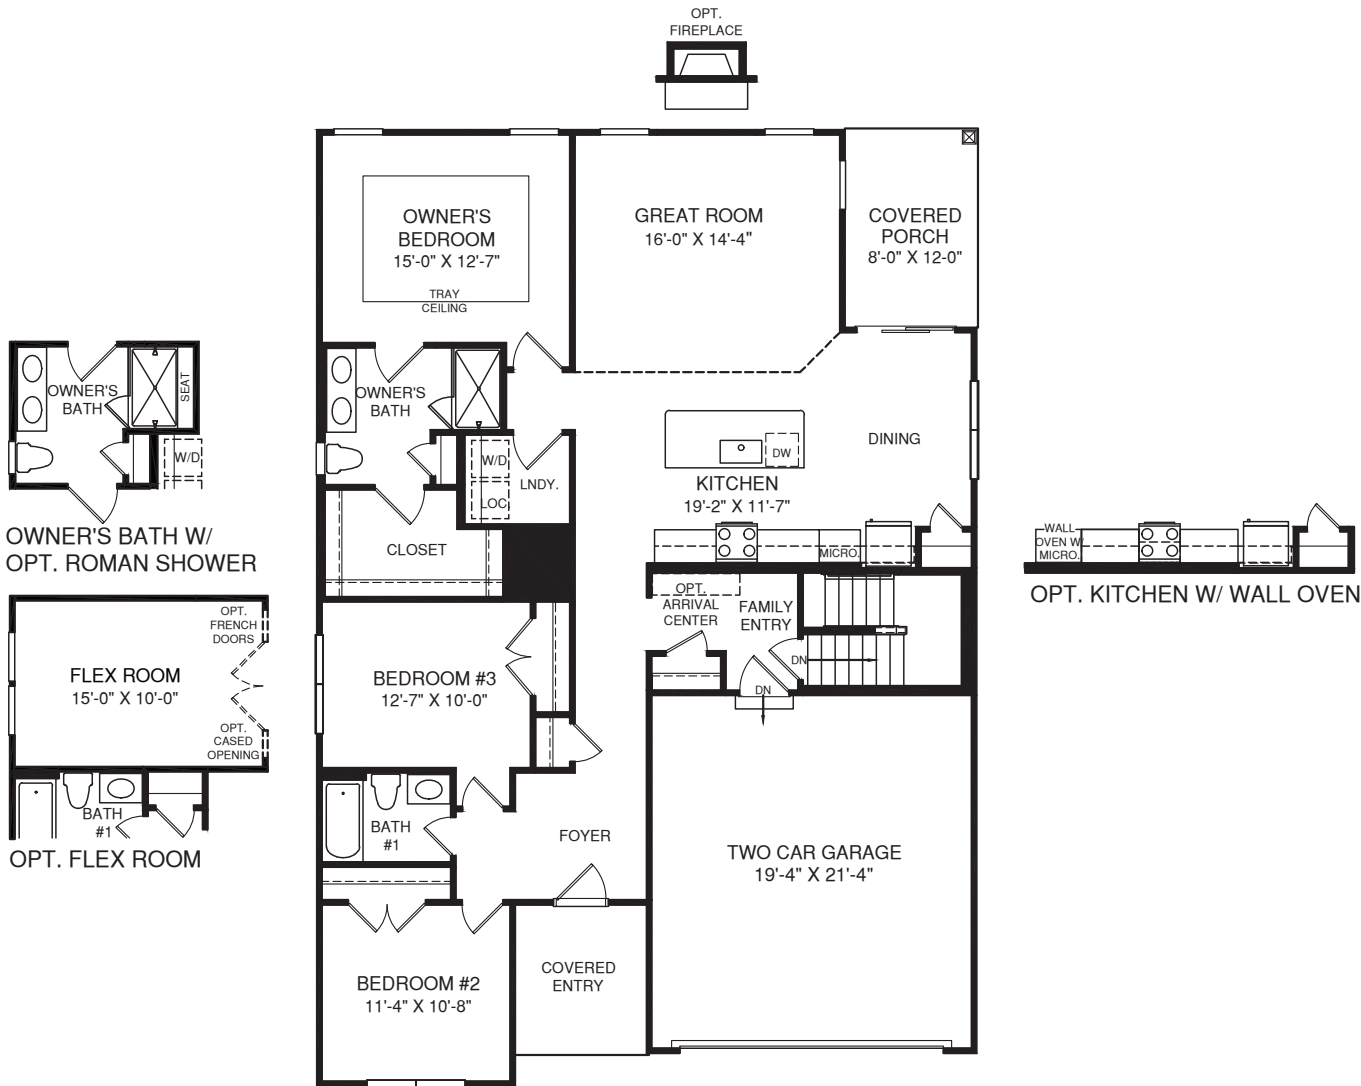 OPT.
FIREPLACE
OWNER'S
BEDROOM
15'-0" X 12'-7"
TRAY
CEILING
GREAT ROOM
16'-0" X 14'-4"
COVERED
PORCH
8'-0" X 12'-0"
OWNER'S
BATH
SEAT
W/D
OWNER'S BATH W/
OPT. ROMAN SHOWER
OWNER'S
BATH
W/D
LOC
LNDY.
CLOSET
DINING
DW
KITCHEN
19'-2" X 11'-7"
MICRO.
WALL
OVEN W/
MICRO.
OPT. KITCHEN W/ WALL OVEN
OPT.
ARRIVAL
CENTER
FAMILY
ENTRY
DN
DN
OPT.
FRENCH
DOORS
FLEX ROOM
15'-0" X 10'-0"
OPT.
CASED
OPENING
BATH
#1
OPT. FLEX ROOM
BEDROOM #3
12'-7" X 10'-0"
BATH
#1
FOYER
TWO CAR GARAGE
19'-4" X 21'-4"
BEDROOM #2
11'-4" X 10'-8"
COVERED
ENTRY